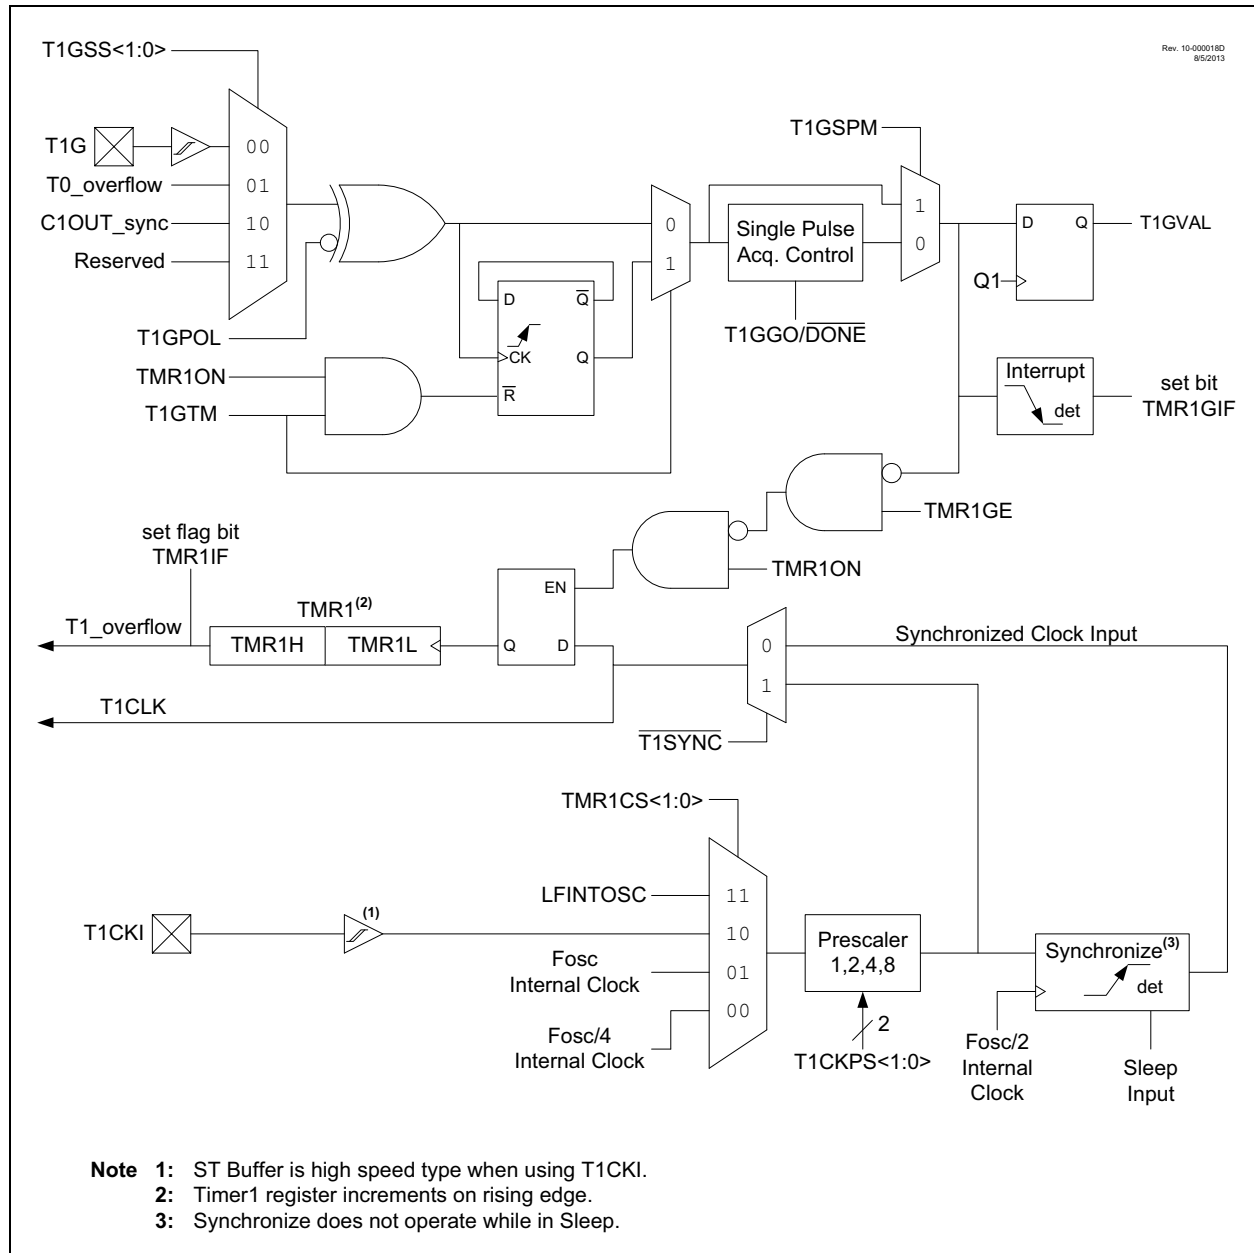 Rev. 10-000018D
8/5/2013
T1GSS<1:0>
T1G
00
T0_overflow
01
C1OUT_sync
10
Reserved
11
T1GPOL
TMR1ON
T1GTM
D
Q
CK
Q
R
0
1
Single Pulse
Acq. Control
T1GGO/DONE
T1GSPM
1
0
D
Q
Q1
T1GVAL
Interrupt
det
set bit
TMR1GIF
TMR1GE
TMR1ON
set flag bit
TMR1IF
T1_overflow
TMR1(2)
TMR1H
TMR1L
EN
Q
D
T1CLK
0
1
Synchronized Clock Input
T1SYNC
TMR1CS<1:0>
LFINTOSC
11
T1CKI
(1)
10
Fosc
Internal Clock
01
Fosc/4
Internal Clock
00
Prescaler
1,2,4,8
2
T1CKPS<1:0>
Synchronize(3)
det
Fosc/2
Internal
Clock
Sleep
Input
Note 1: ST Buffer is high speed type when using T1CKI.
2: Timer1 register increments on rising edge.
3: Synchronize does not operate while in Sleep.